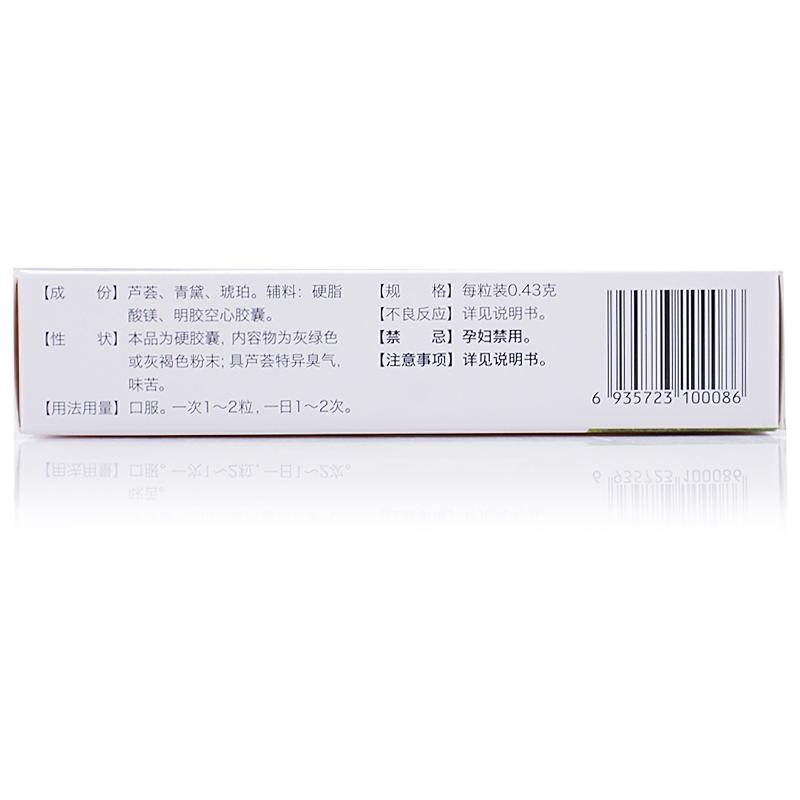 【成　份】芦荟、青黛、琥珀。辅料：硬脂
酸镁、明胶空心胶囊。
【性　状】本品为硬胶囊，内容物为灰绿色
或灰褐色粉末；具芦荟特异臭气，
味苦。
【用法用量】口服。一次1～2粒，一日1～2次。
【规　格】每粒装0.43克
【不良反应】详见说明书。
【禁　忌】孕妇禁用。
【注意事项】详见说明书。
6 935723 100086